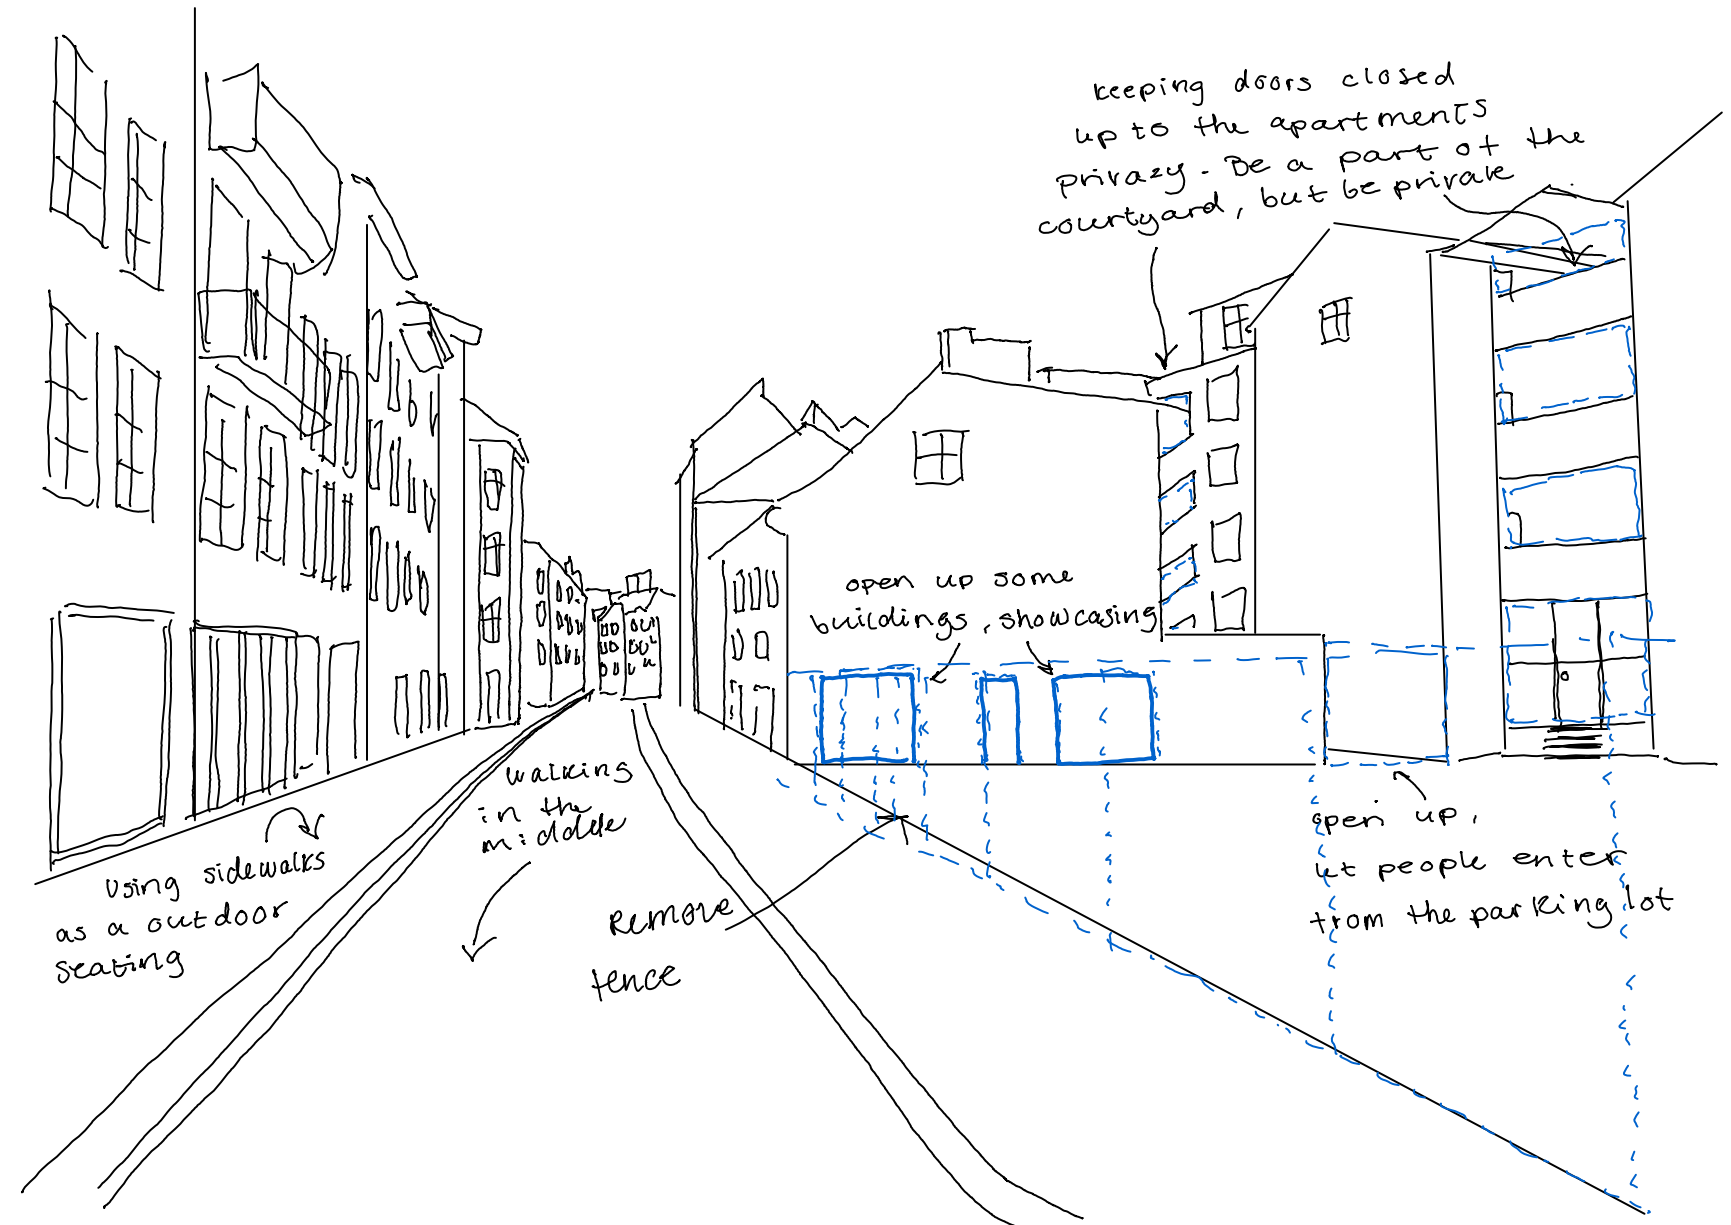 keeping doors closed
up to the apartments
privazy. Be a part of the
courtyard, but be private
open up some
buildings, showcasing
walking
in the
middle
using sidewalks
as a outdoor
seating
Remove
fence
open up,
let people enter
from the parking lot